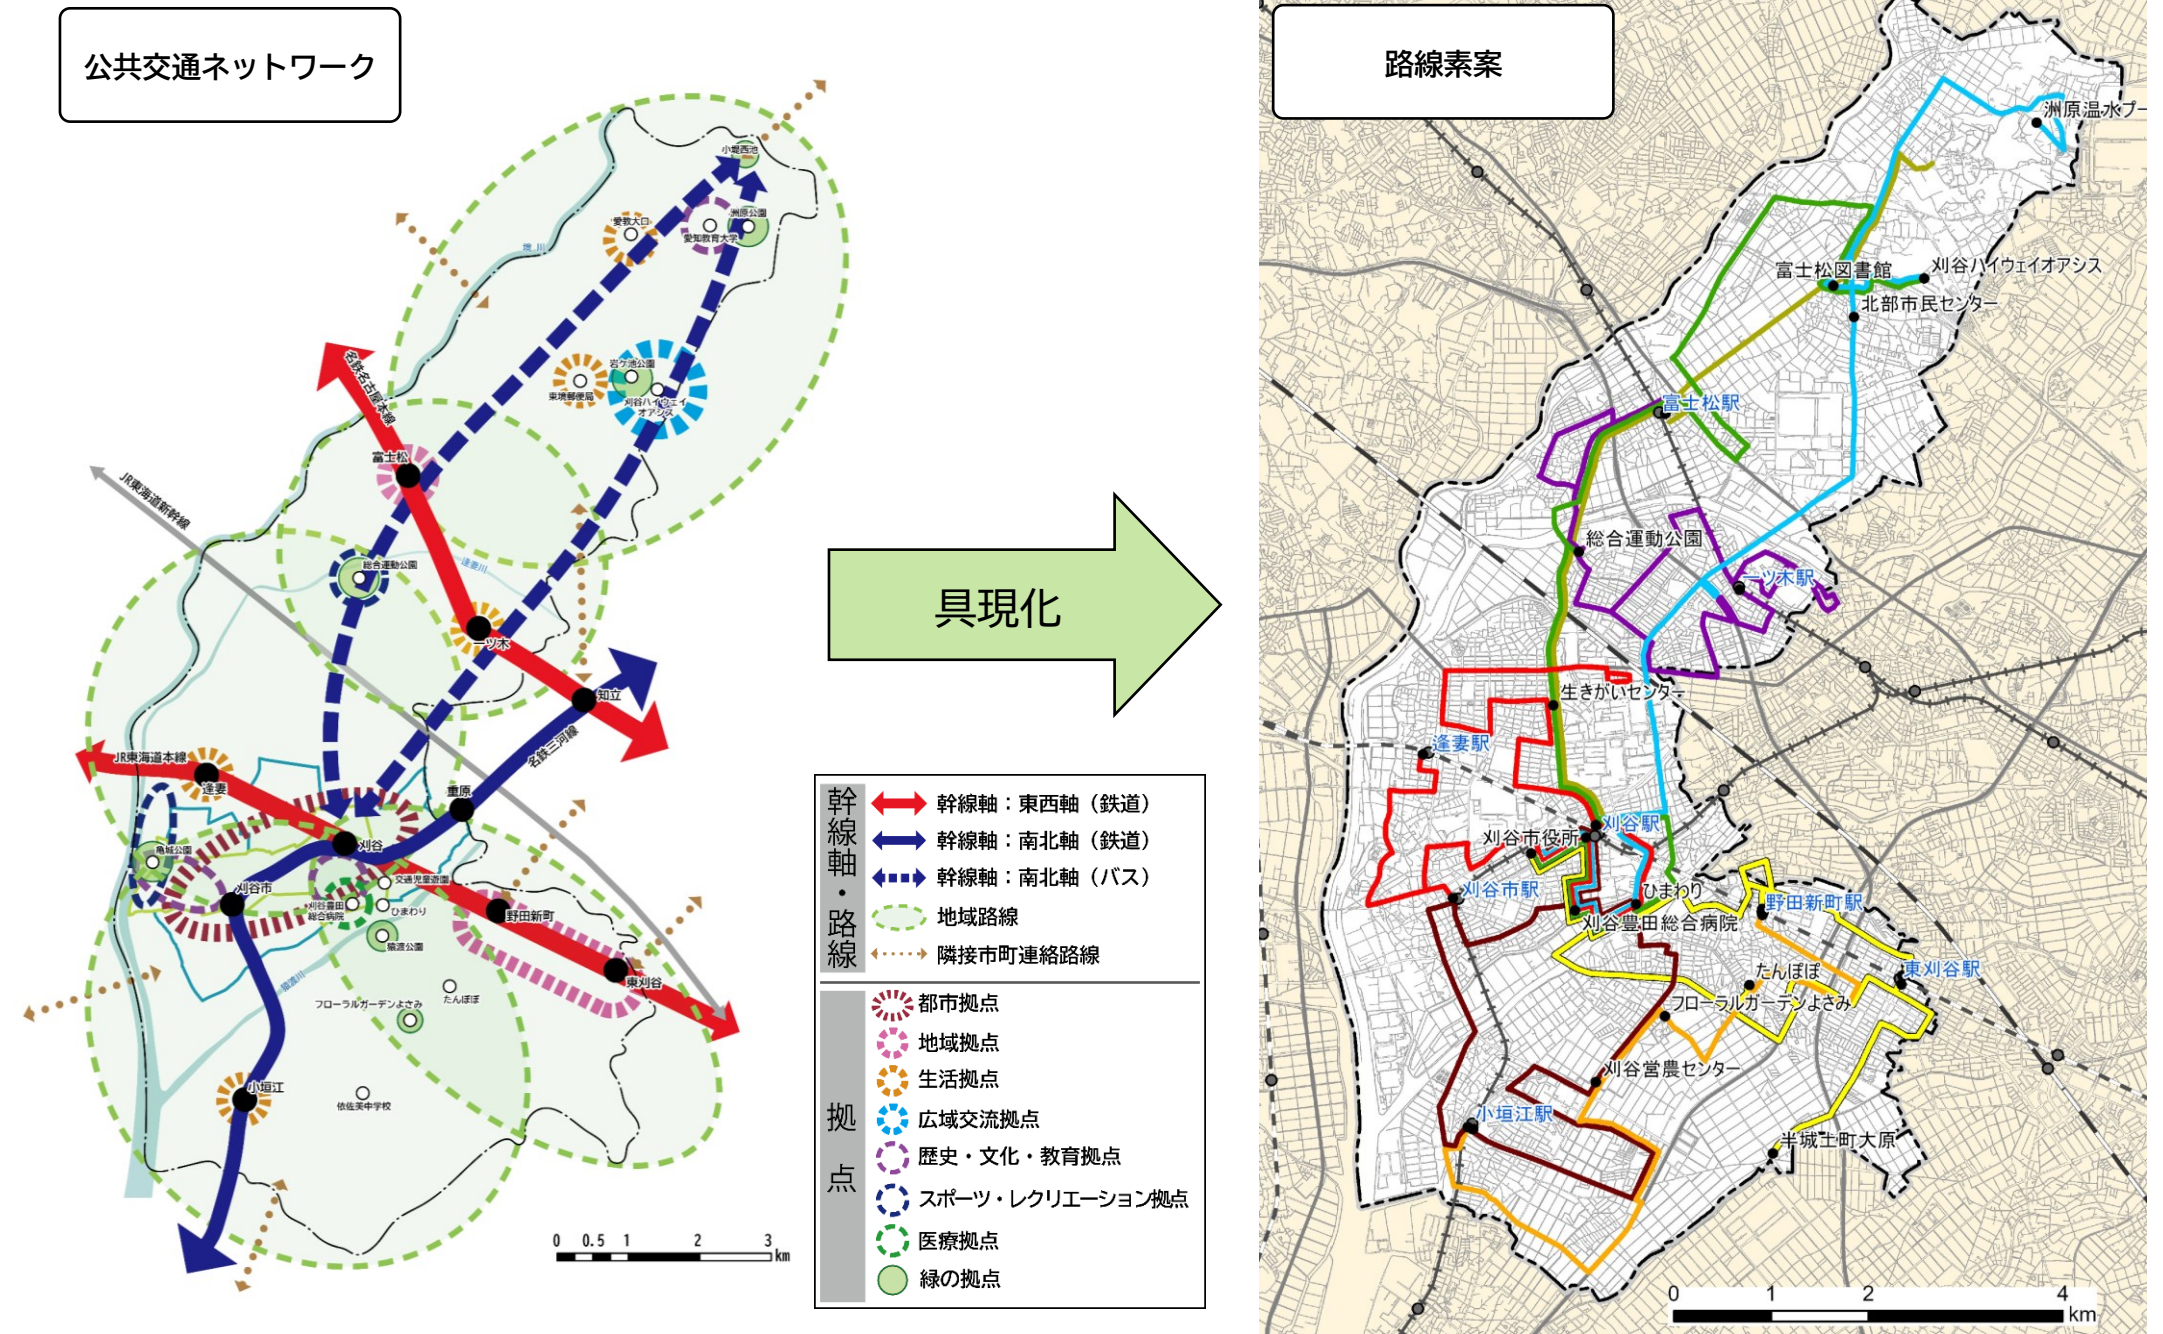 公共交通ネットワーク
小堤西池
愛教大口
洲原公園
愛知教育大学
境川
岩ケ池公園
東境郵便局
刈谷ハイウェイ
オアシス
名鉄名古屋本線
富士松
JR東海道新幹線
総合運動公園
逢妻川
一ツ木
知立
名鉄三河線
JR東海道本線
逢妻
重原
刈谷
亀城公園
刈谷市
交通児童遊園
刈谷豊田
総合病院
ひまわり
野田新町
猿渡公園
東刈谷
猿渡川
たんぽぽ
フローラルガーデンよさみ
小垣江
依佐美中学校
0 0.5 1 2 3 km
具現化
幹線軸・路線
幹線軸：東西軸（鉄道）
幹線軸：南北軸（鉄道）
幹線軸：南北軸（バス）
地域路線
隣接市町連絡路線
拠点
都市拠点
地域拠点
生活拠点
広域交流拠点
歴史・文化・教育拠点
スポーツ・レクリエーション拠点
医療拠点
緑の拠点
路線素案
洲原温水プー
富士松図書館
刈谷ハイウェイオアシス
北部市民センター
富士松駅
総合運動公園
一ツ木駅
生きがいセンター
逢妻駅
刈谷駅
刈谷市役所
刈谷市駅
ひまわり
野田新町駅
刈谷豊田総合病院
東刈谷駅
たんぽぽ
フローラルガーデンよさみ
刈谷営農センター
小垣江駅
半城土町大原
0 1 2 4
km